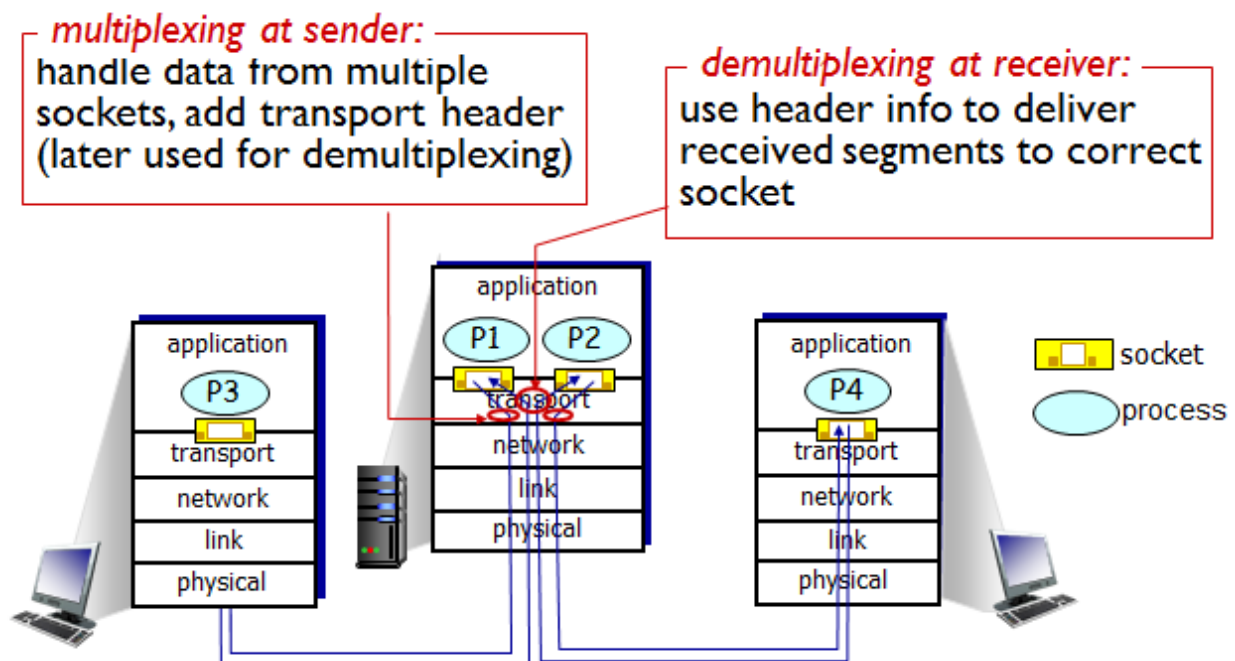 multiplexing at sender:
handle data from multiple
sockets, add transport header
(later used for demultiplexing)
demultiplexing at receiver:
use header info to deliver
received segments to correct
socket
application
P3
transport
network
link
physical
application
P1 P2
transport
network
link
physical
application
P4
transport
network
link
physical
socket
process